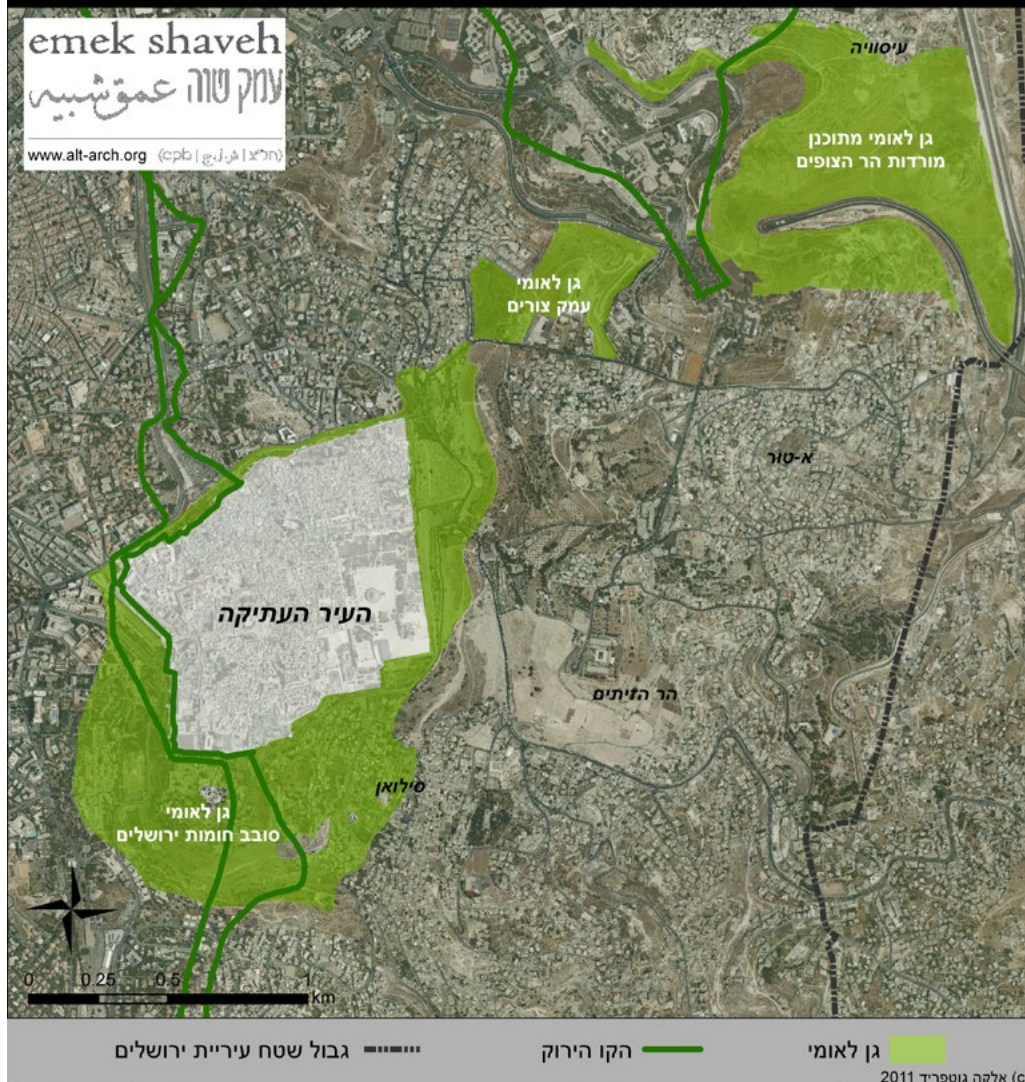 emek shaveh
עמק שווה عمق شبيه
www.alt-arch.org
עיסוויה
גן לאומי מתוכנן
מורדות הר הצופים
גן לאומי
עמק צורים
א-טור
העיר העתיקה
הר הזיתים
סילואן
גן לאומי
סובב חומות ירושלים
0 0.25 0.5 1
km
גן לאומי
הקו הירוק
גבול שטח עיריית ירושלים
אלקה גוטפריד 2011